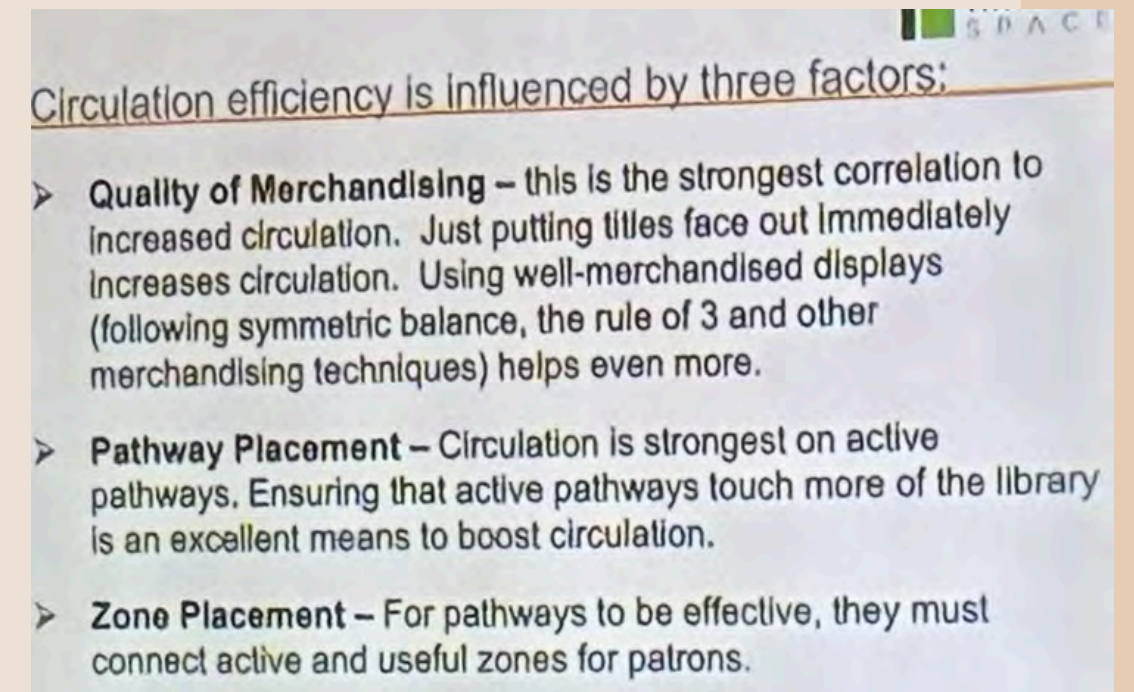 Circulation efficiency is influenced by three factors:
➢ Quality of Merchandising – this is the strongest correlation to
increased circulation. Just putting titles face out immediately
increases circulation. Using well-merchandised displays
(following symmetric balance, the rule of 3 and other
merchandising techniques) helps even more.
➢ Pathway Placement – Circulation is strongest on active
pathways. Ensuring that active pathways touch more of the library
is an excellent means to boost circulation.
➢ Zone Placement – For pathways to be effective, they must
connect active and useful zones for patrons.